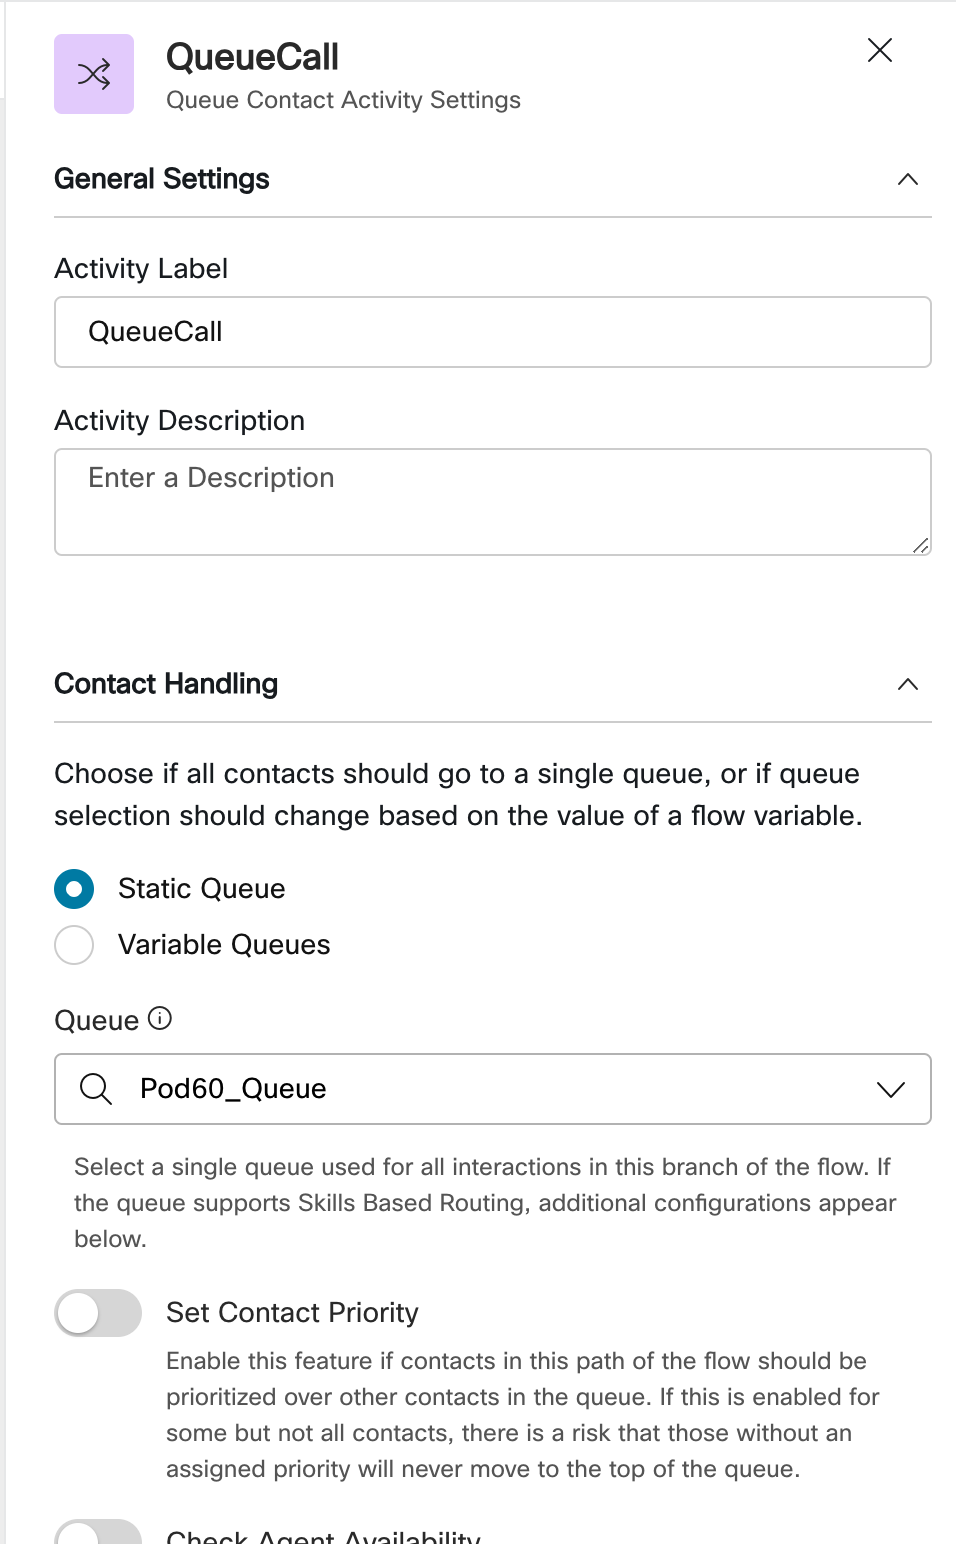 QueueCall
Queue Contact Activity Settings
General Settings
Activity Label
QueueCall
Activity Description
Enter a Description
Contact Handling
Choose if all contacts should go to a single queue, or if queue
selection should change based on the value of a flow variable.
Static Queue
Variable Queues
Queue
Pod60_Queue
Select a single queue used for all interactions in this branch of the flow. If
the queue supports Skills Based Routing, additional configurations appear
below.
Set Contact Priority
Enable this feature if contacts in this path of the flow should be
prioritized over other contacts in the queue. If this is enabled for
some but not all contacts, there is a risk that those without an
assigned priority will never move to the top of the queue.
Check Agent Availability